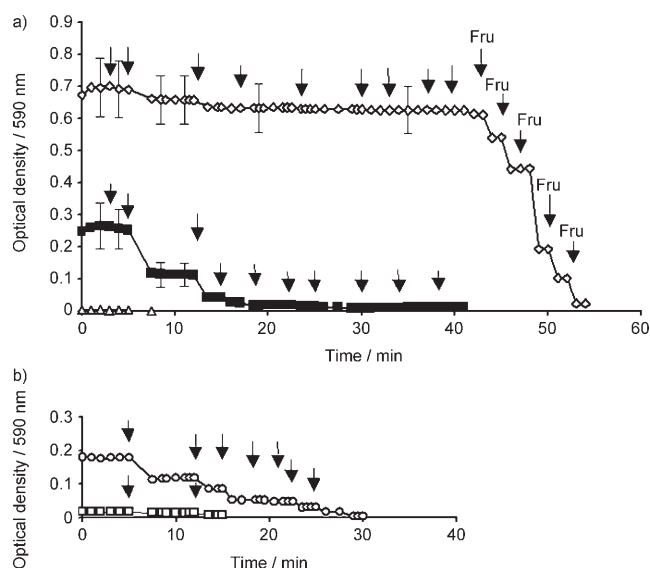 a)
0.9
0.8
0.7
0.6
0.5
0.4
0.3
0.2
0.1
0
Optical density / 590 nm
Fru
Fru
Fru
Fru
Fru
0 10 20 30 40 50 60
Time / min
b)
0.3
0.2
0.1
0
Optical density / 590 nm
0 10 20 30 40
Time / min